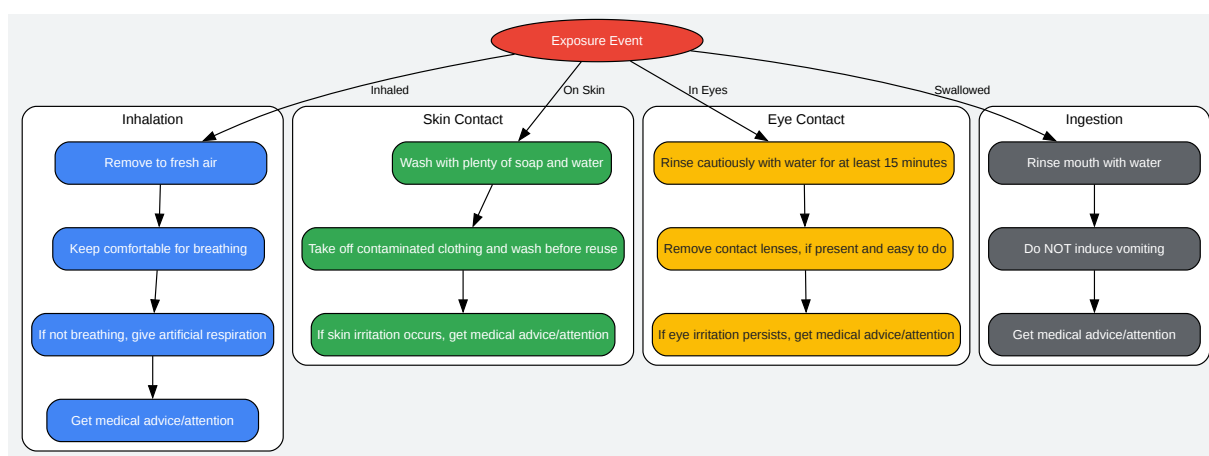 Exposure Event
Inhaled
On Skin
In Eyes
Swallowed
Inhalation
Remove to fresh air
Keep comfortable for breathing
If not breathing, give artificial respiration
Get medical advice/attention
Skin Contact
Wash with plenty of soap and water
Take off contaminated clothing and wash before reuse
If skin irritation occurs, get medical advice/attention
Eye Contact
Rinse cautiously with water for at least 15 minutes
Remove contact lenses, if present and easy to do
If eye irritation persists, get medical advice/attention
Ingestion
Rinse mouth with water
Do NOT induce vomiting
Get medical advice/attention